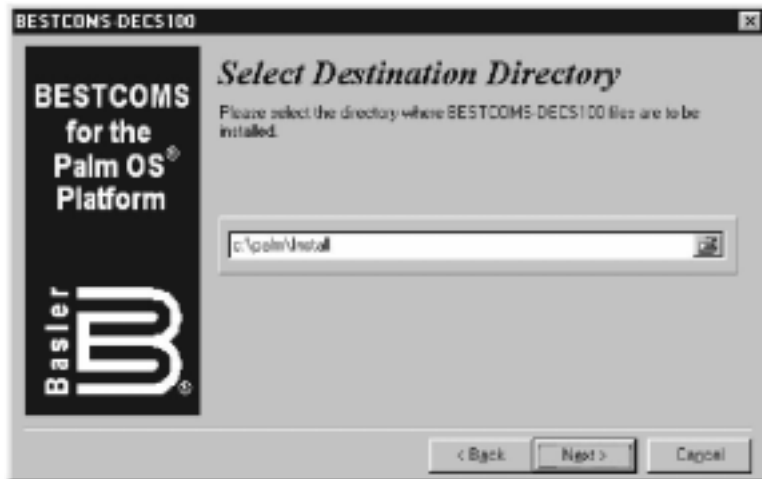 BESTCOMS-DECS100
BESTCOMS
for the
Palm OS®
Platform
Basler
®
Select Destination Directory
Please select the directory where BESTCOMS-DECS100 files are to be
installed.
c:\palm\Install
< Back
Next >
Cancel